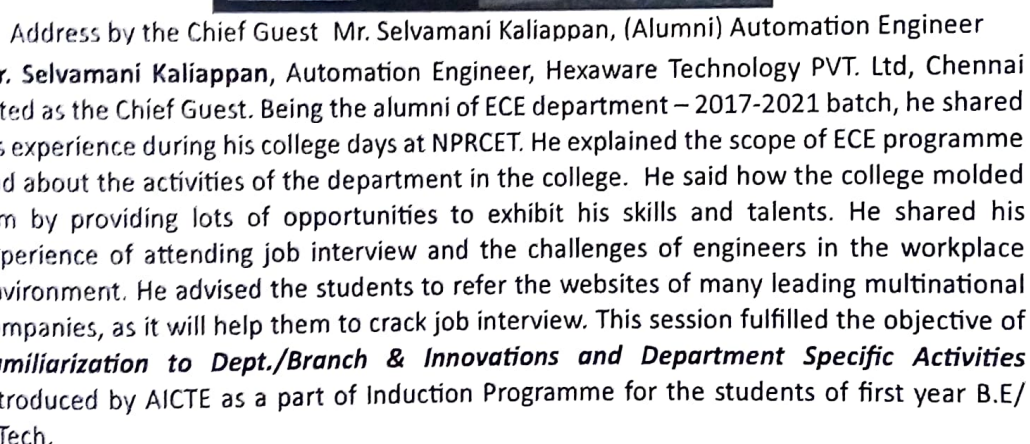 Address by the Chief Guest Mr. Selvamani Kaliappan, (Alumni) Automation Engineer
r. Selvamani Kaliappan, Automation Engineer, Hexaware Technology PVT. Ltd, Chennai
ted as the Chief Guest. Being the alumni of ECE department – 2017-2021 batch, he shared
s experience during his college days at NPRCET. He explained the scope of ECE programme
d about the activities of the department in the college. He said how the college molded
m by providing lots of opportunities to exhibit his skills and talents. He shared his
perience of attending job interview and the challenges of engineers in the workplace
vironment. He advised the students to refer the websites of many leading multinational
mpanies, as it will help them to crack job interview. This session fulfilled the objective of
miliarization to Dept./Branch & Innovations and Department Specific Activities
troduced by AICTE as a part of Induction Programme for the students of first year B.E/
Tech.